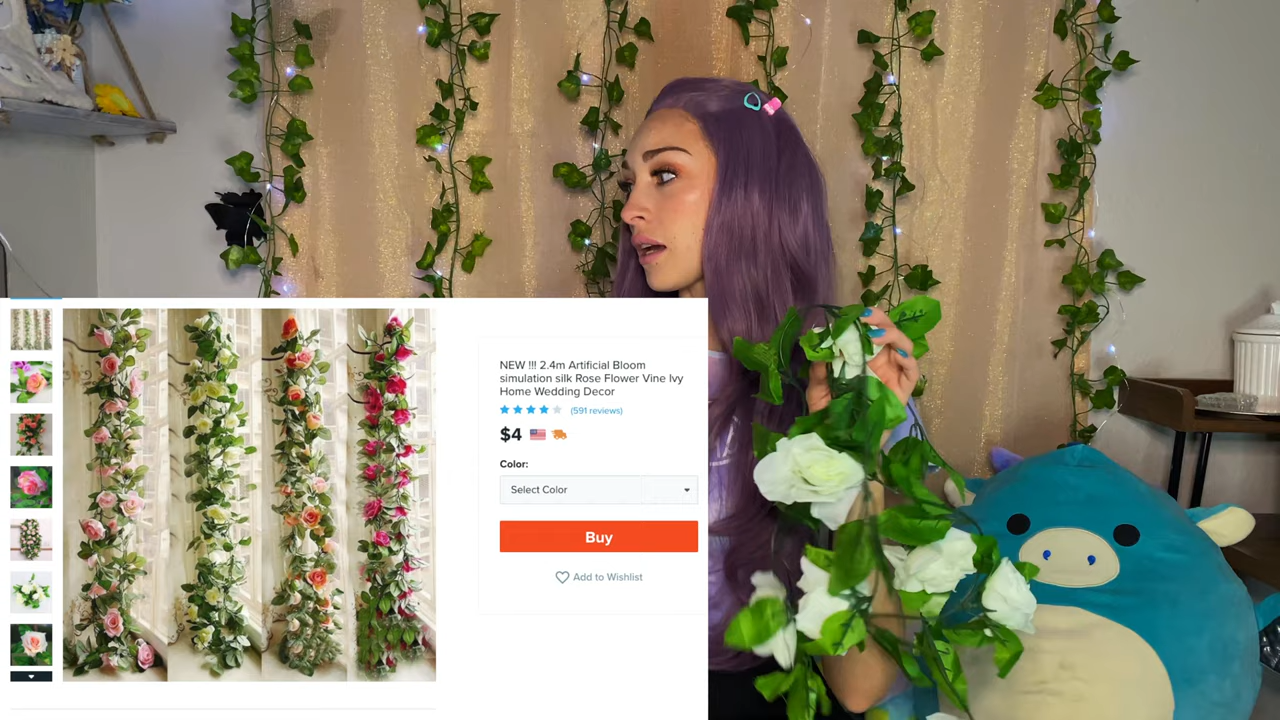 NEW !!! 2.4m Artificial Bloom
simulation silk Rose Flower Vine Ivy
Home Wedding Decor
(591 reviews)
$4
Color:
Select Color
Buy
Add to Wishlist